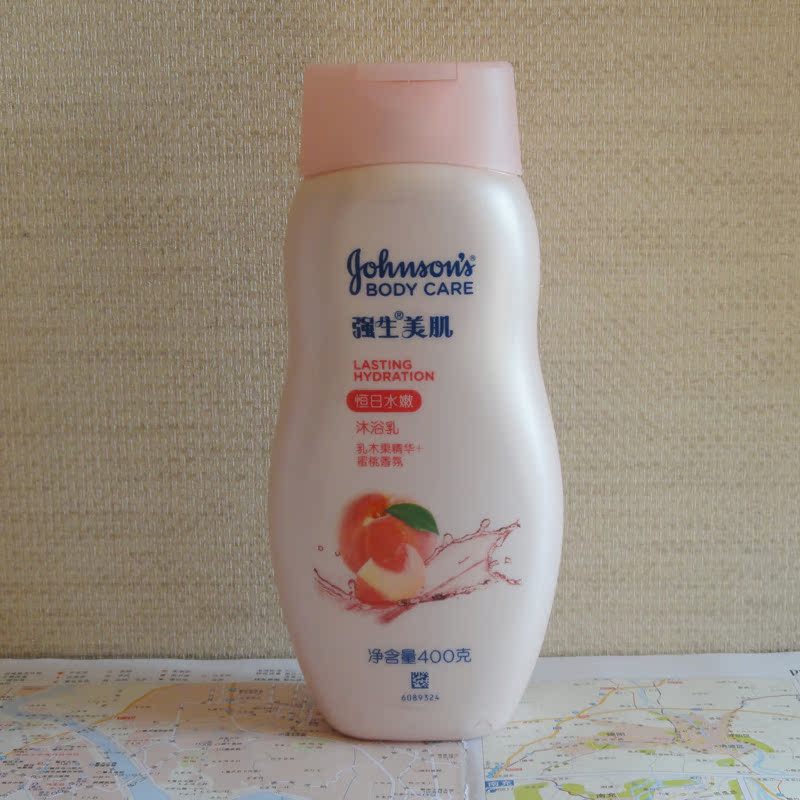 Johnson's®
BODY CARE
强生®美肌
LASTING
HYDRATION
恒日水嫩
沐浴乳
乳木果精华+
蜜桃香氛
净含量400克
6089324